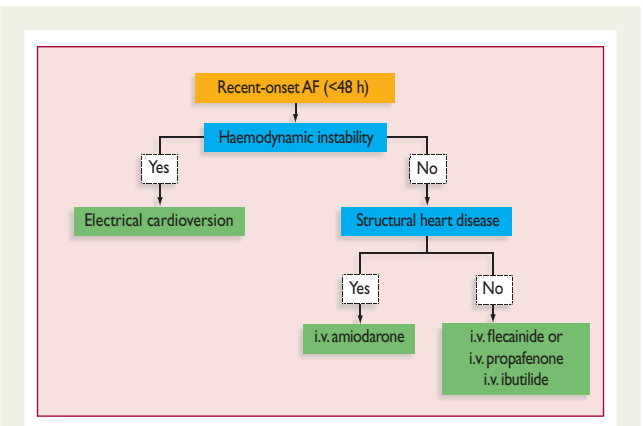 Recent-onset AF (<48 h)
Haemodynamic instability
Yes
No
Electrical cardioversion
Structural heart disease
Yes
No
i.v. amiodarone
i.v. flecainide or
i.v. propafenone
i.v. ibutilide